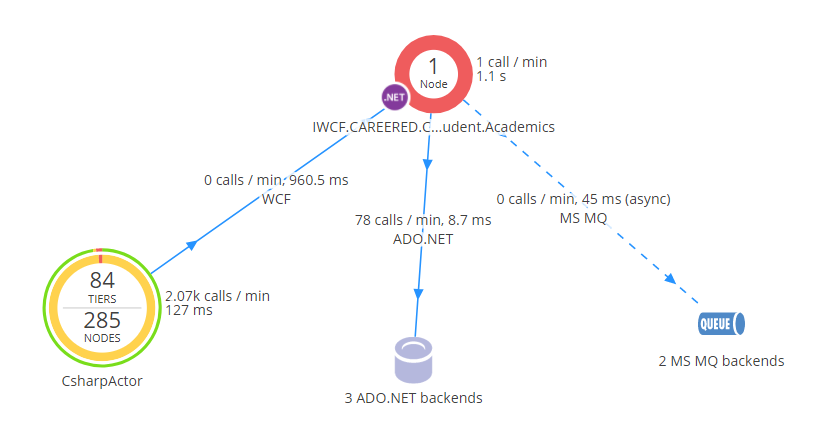 1
Node
1 call / min
1.1 s
.NET
IWCF.CAREERED.C...udent.Academics
0 calls / min, 960.5 ms
WCF
78 calls / min, 8.7 ms
ADO.NET
0 calls / min, 45 ms (async)
MS MQ
84
TIERS
285
NODES
2.07k calls / min
127 ms
CsharpActor
3 ADO.NET backends
QUEUE
2 MS MQ backends